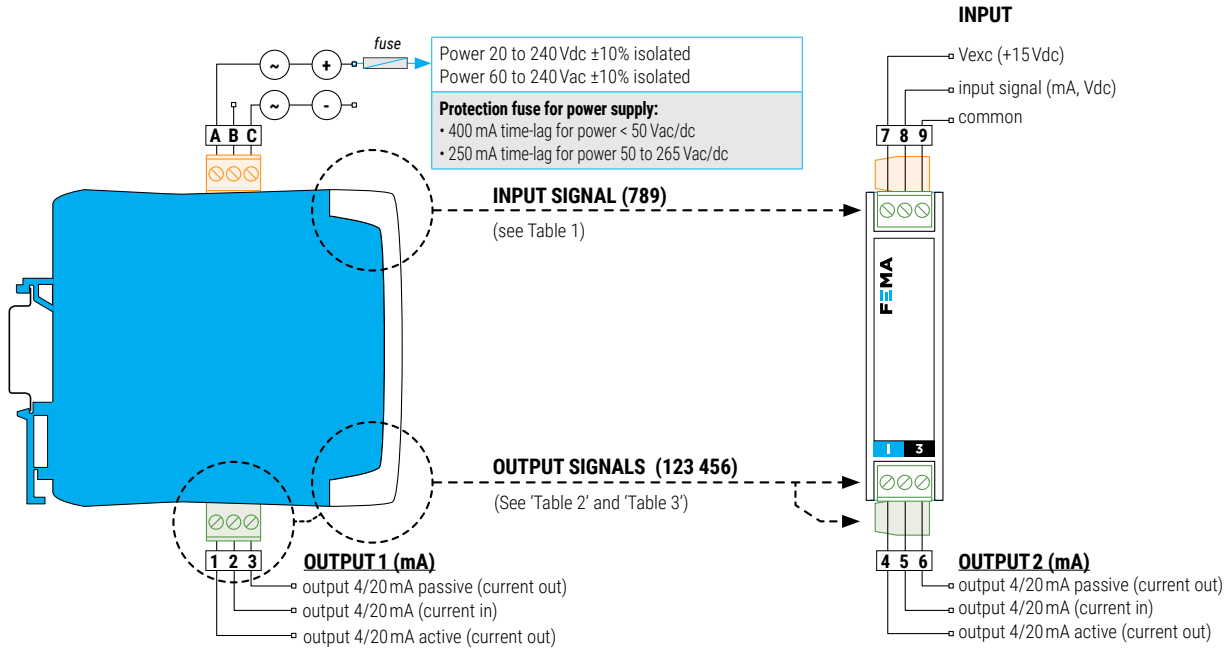 INPUT
fuse
Power 20 to 240 Vdc ±10% isolated
Power 60 to 240 Vac ±10% isolated
Protection fuse for power supply:
• 400 mA time-lag for power < 50 Vac/dc
• 250 mA time-lag for power 50 to 265 Vac/dc
~ +
~ -
A B C
Vexc (+15 Vdc)
input signal (mA, Vdc)
common
7 8 9
INPUT SIGNAL (789)
(see Table 1)
FEMA
I 3
OUTPUT SIGNALS (123 456)
(See ‘Table 2’ and ‘Table 3’)
1 2 3
OUTPUT 1 (mA)
output 4/20 mA passive (current out)
output 4/20 mA (current in)
output 4/20 mA active (current out)
4 5 6
OUTPUT 2 (mA)
output 4/20 mA passive (current out)
output 4/20 mA (current in)
output 4/20 mA active (current out)